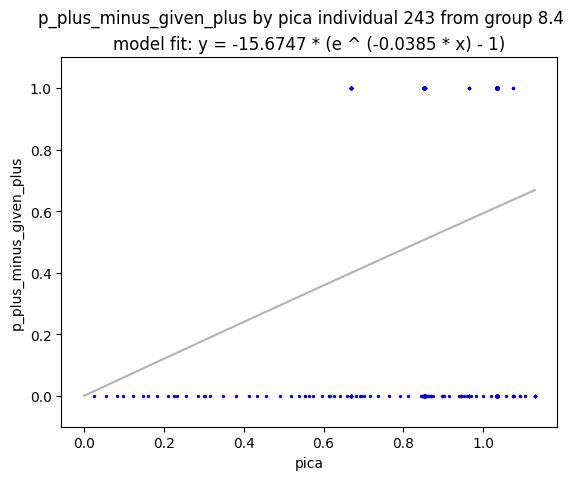 p_plus_minus_given_plus by pica individual 243 from group 8.4
model fit: y = -15.6747 * (e ^ (-0.0385 * x) - 1)
1.0
0.8
0.6
0.4
0.2
0.0
p_plus_minus_given_plus
0.0 0.2 0.4 0.6 0.8 1.0
pica